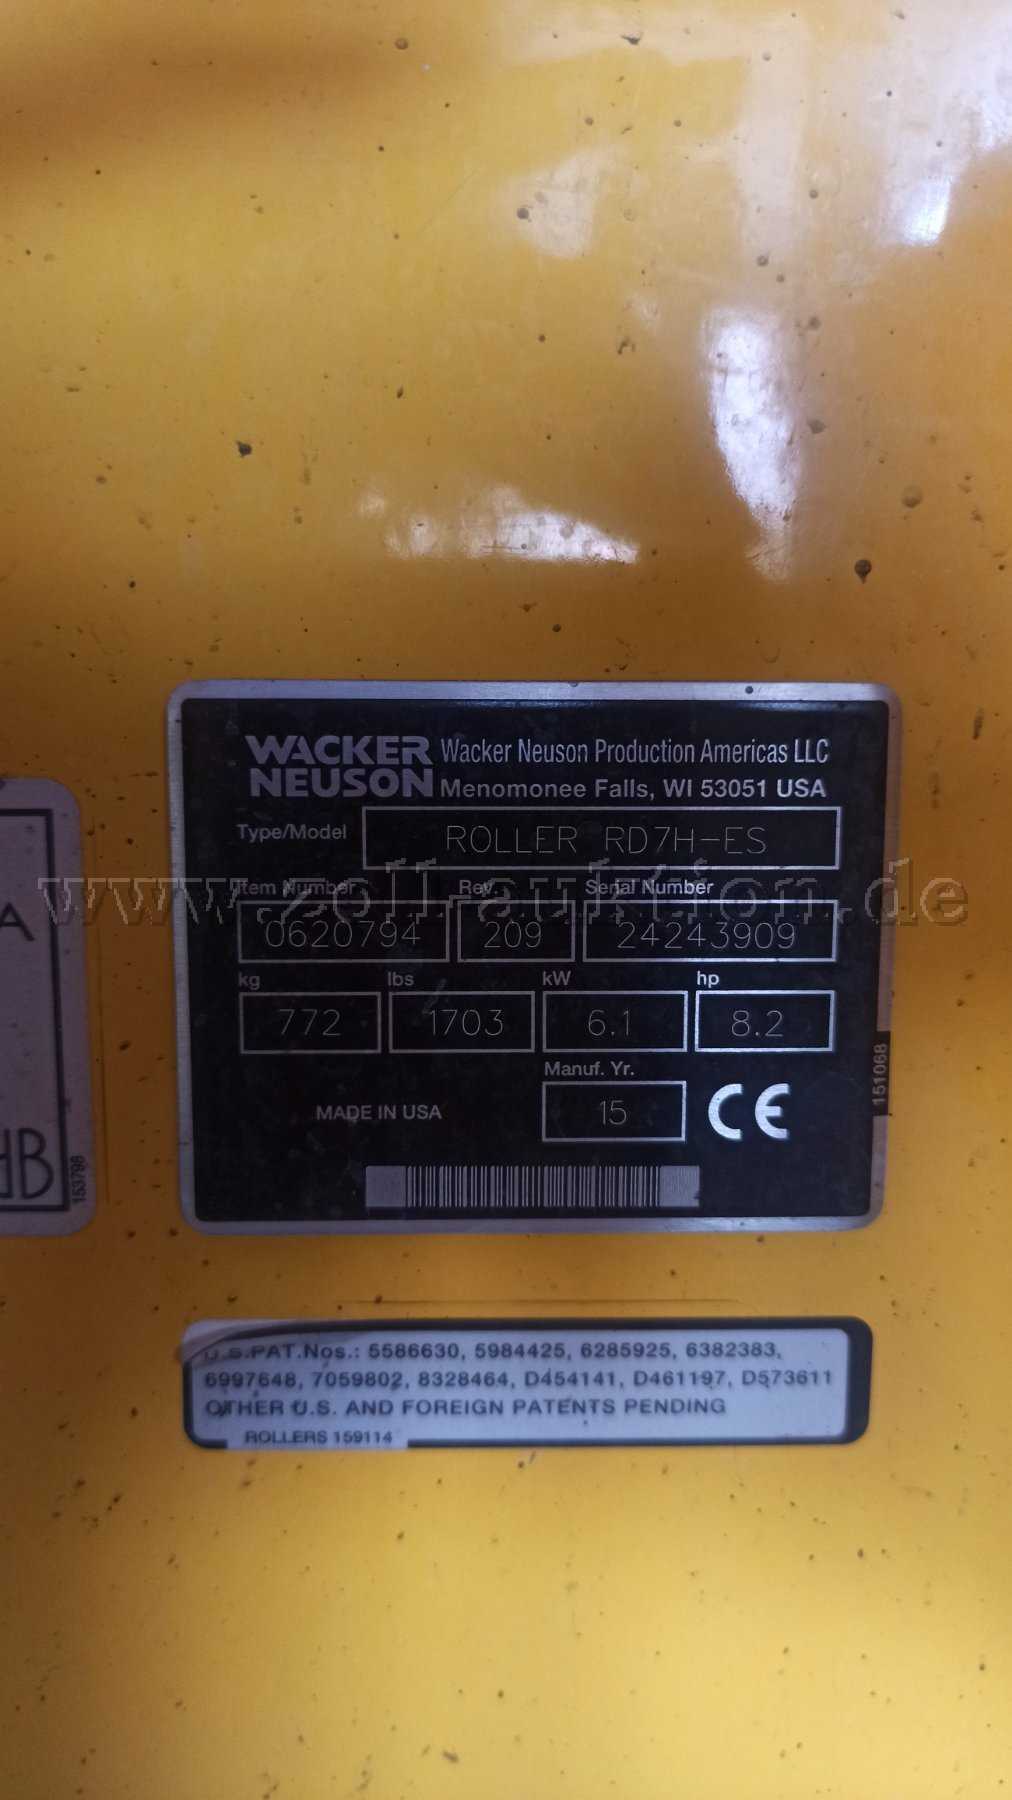 WACKER
NEUSON
Wacker Neuson Production Americas LLC
Menomonee Falls, WI 53051 USA
Type/Model ROLLER RD7H-ES
Item Number Rev. Serial Number
0620794 209 24243909
kg lbs kW hp
772 1703 6.1 8.2
Manuf. Yr.
MADE IN USA 15 CE
151068
www.zoll-auktion.de
A
153798
U.S.PAT.Nos.: 5586630, 5984425, 6285925, 6382383,
6997648, 7059802, 8328464, D454141, D461197, D573611
OTHER U.S. AND FOREIGN PATENTS PENDING
ROLLERS 159114